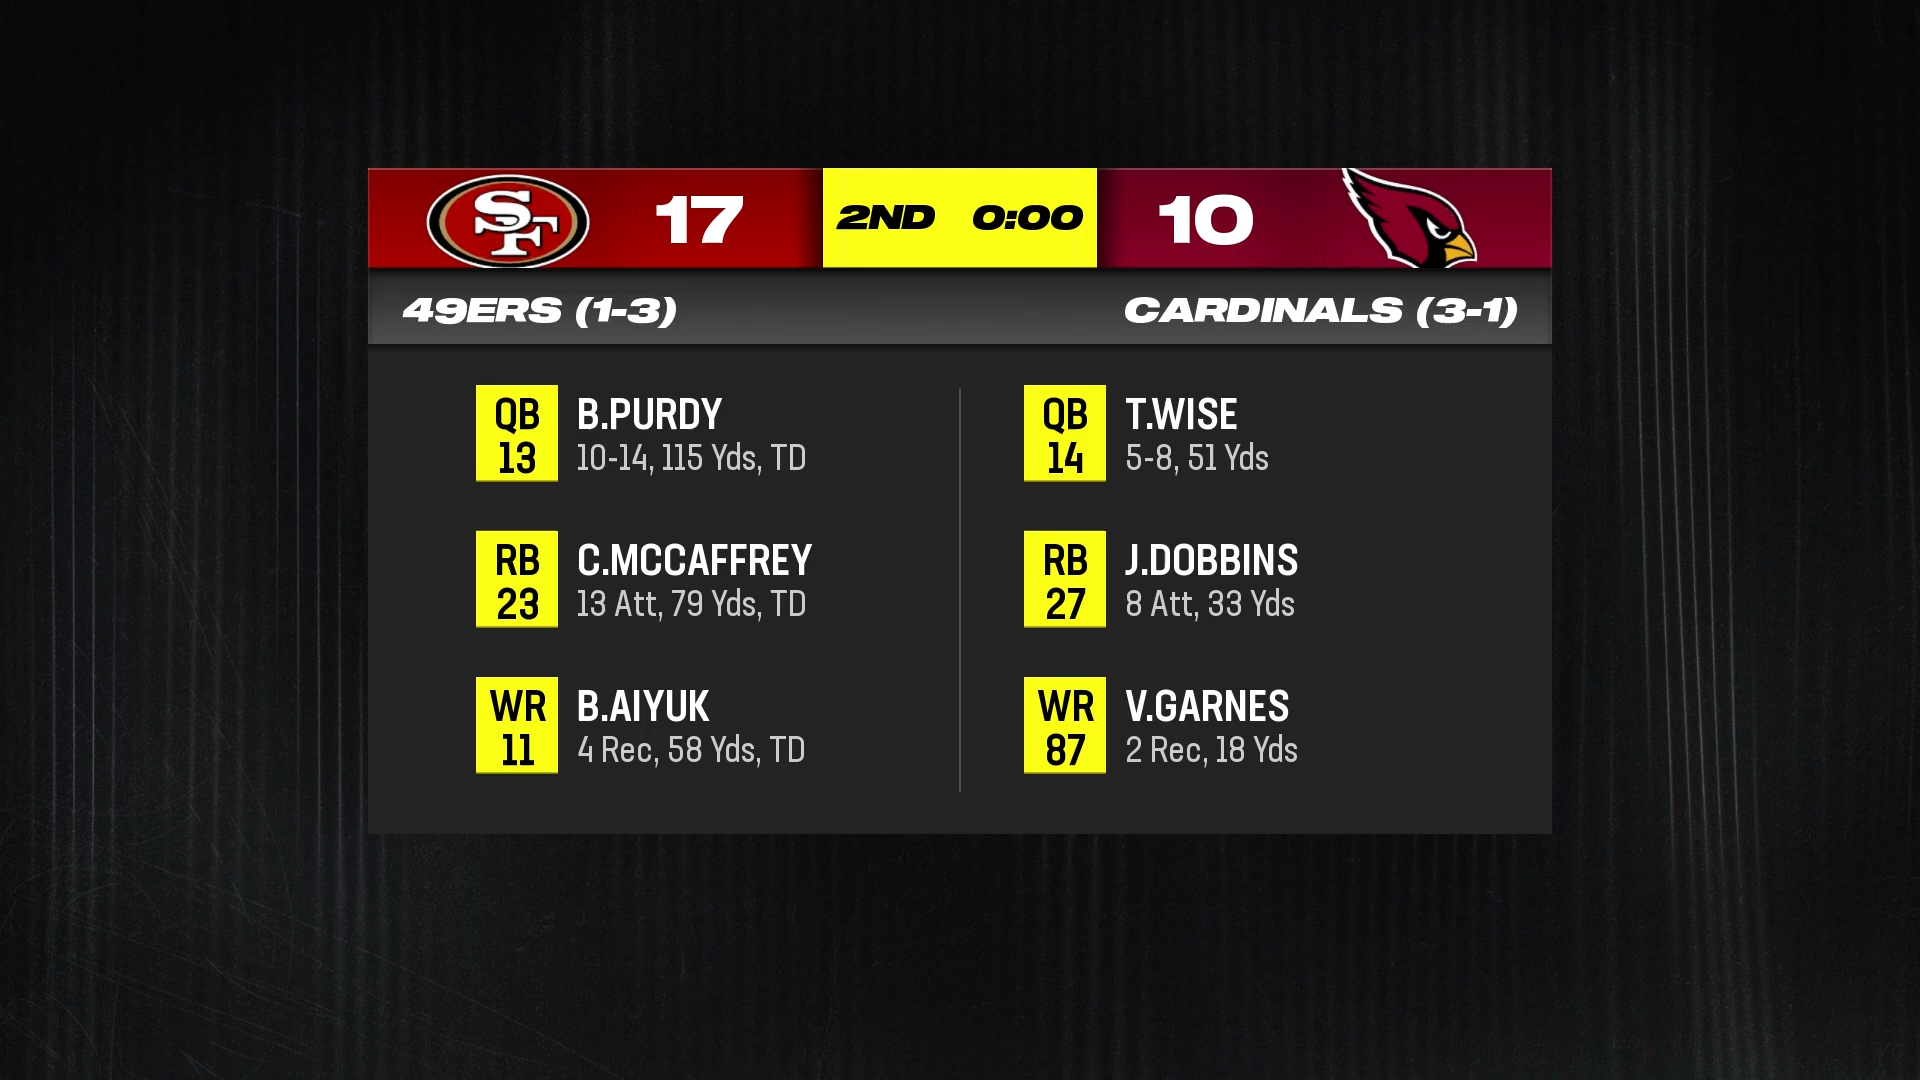 SF 17 2ND 0:00 10
49ERS (1-3) CARDINALS (3-1)
QB 13 B.PURDY
10-14, 115 Yds, TD
RB 23 C.MCCAFFREY
13 Att, 79 Yds, TD
WR 11 B.AIYUK
4 Rec, 58 Yds, TD
QB 14 T.WISE
5-8, 51 Yds
RB 27 J.DOBBINS
8 Att, 33 Yds
WR 87 V.GARNES
2 Rec, 18 Yds